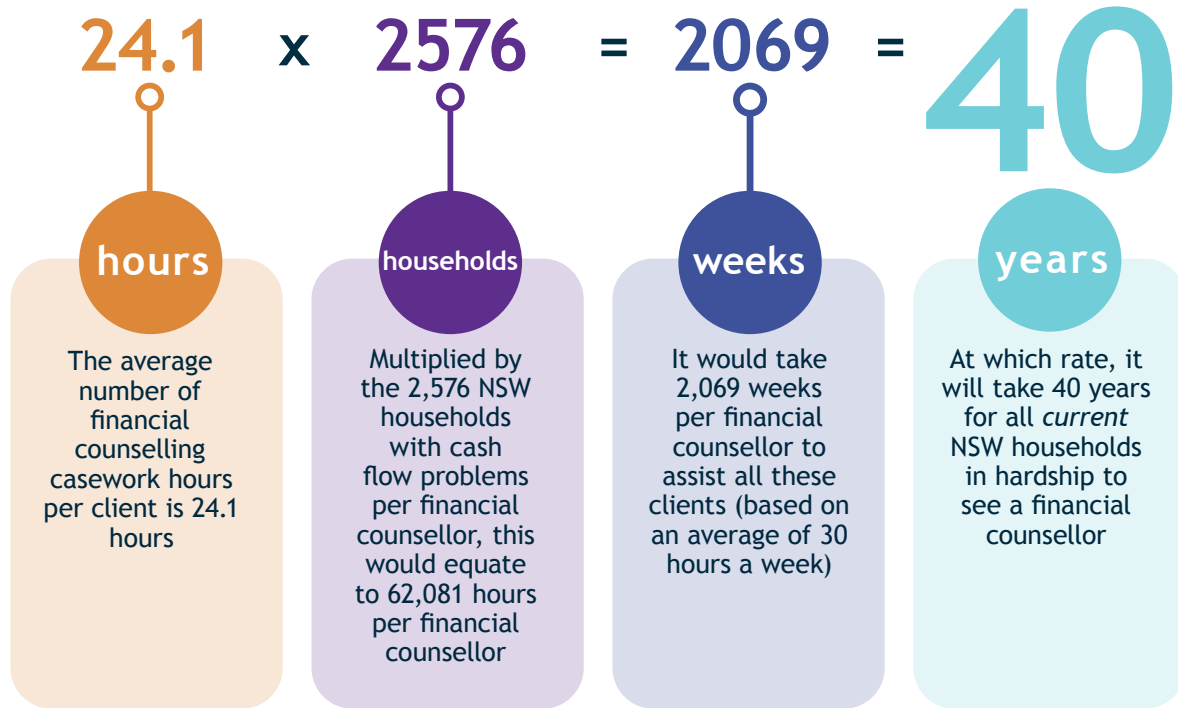 24.1 x 2576 = 2069 = 40
hours
The average
number of
financial
counselling
casework hours
per client is 24.1
hours
households
Multiplied by
the 2,576 NSW
households
with cash
flow problems
per financial
counsellor, this
would equate
to 62,081 hours
per financial
counsellor
weeks
It would take
2,069 weeks
per financial
counsellor to
assist all these
clients (based on
an average of 30
hours a week)
years
At which rate, it
will take 40 years
for all current
NSW households
in hardship to
see a financial
counsellor